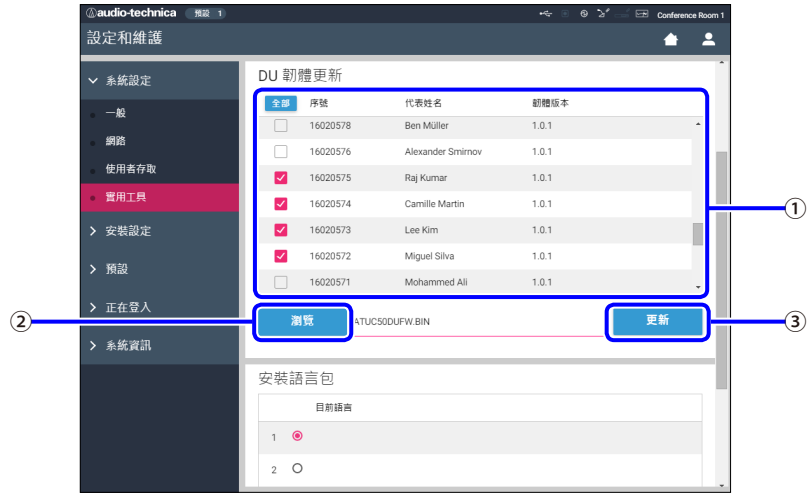 audio-technica 預設 1 Conference Room 1
設定和維護
系統設定
一般
網路
使用者存取
實用工具
安裝設定
預設
正在登入
系統資訊
DU 韌體更新
全部 序號 代表姓名 韌體版本
16020578 Ben Müller 1.0.1
16020576 Alexander Smirnov 1.0.1
16020575 Raj Kumar 1.0.1
16020574 Camille Martin 1.0.1
16020573 Lee Kim 1.0.1
16020572 Miguel Silva 1.0.1
16020571 Mohammed Ali 1.0.1
瀏覽 ATUC50DUFW.BIN 更新
安裝語言包
目前語言
1
2
①
②
③